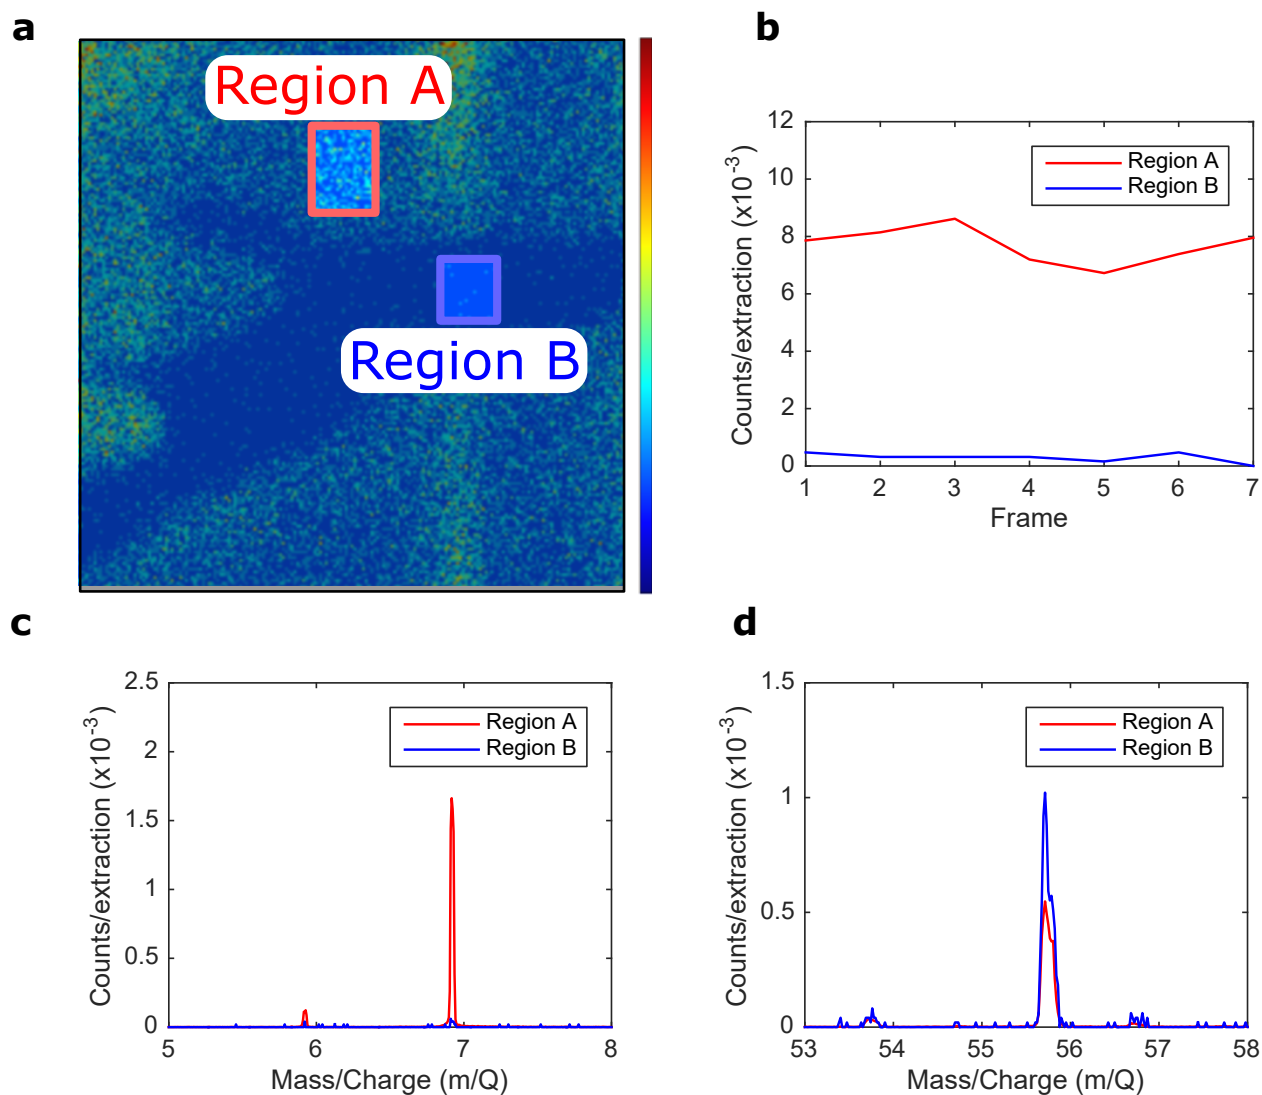 a
Region A
Region B
b
Counts/extraction (x10-3)
12
10
8
6
4
2
0
Region A
Region B
1 2 3 4 5 6 7
Frame
c
Counts/extraction (x10-3)
2.5
2
1.5
1
0.5
0
Region A
Region B
5 6 7 8
Mass/Charge (m/Q)
d
Counts/extraction (x10-3)
1.5
1
0.5
0
Region A
Region B
53 54 55 56 57 58
Mass/Charge (m/Q)